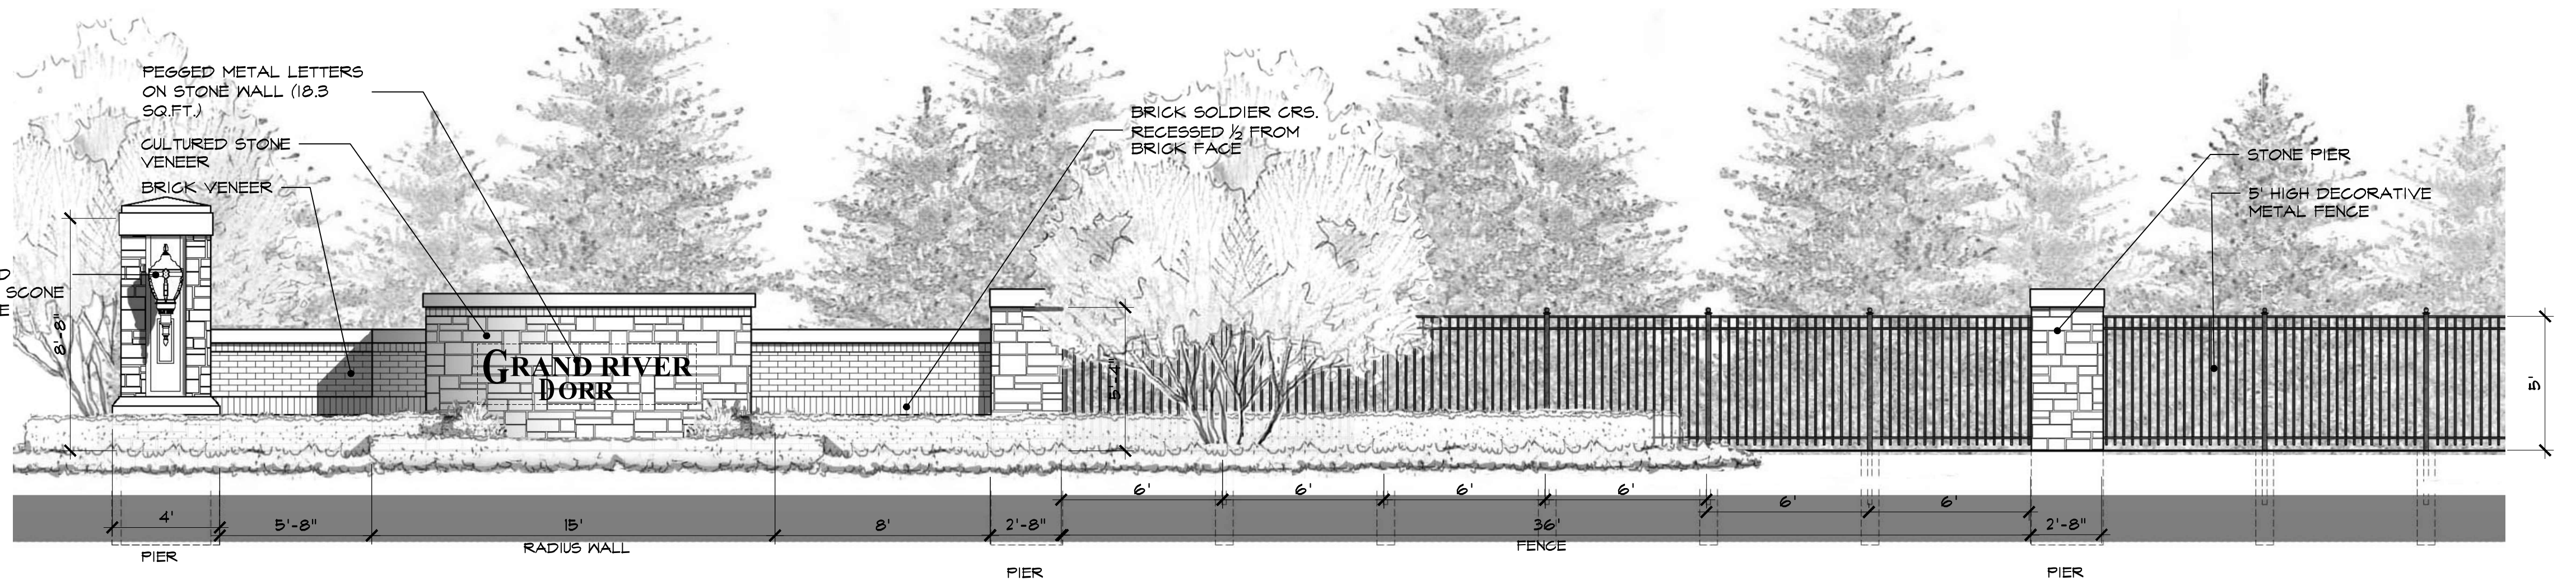 PEGGED METAL LETTERS
ON STONE WALL (18.3
SQ.FT.)
CULTURED STONE
VENEER
BRICK VENEER
SCONE
8'-8"
GRAND RIVER
DORR
BRICK SOLDIER CRS.
RECESSED ½ FROM
BRICK FACE
5'-4"
STONE PIER
5' HIGH DECORATIVE
METAL FENCE
5'
6' 6' 6' 6' 6' 6'
4' 5'-8" 15' 8' 2'-8" 36' 2'-8"
PIER RADIUS WALL FENCE
PIER PIER